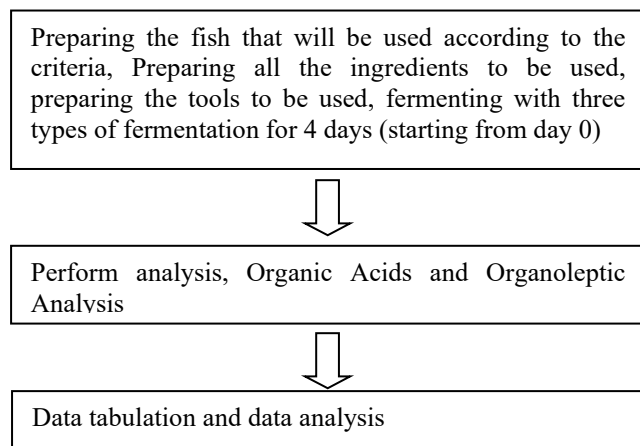 Preparing the fish that will be used according to the
criteria, Preparing all the ingredients to be used,
preparing the tools to be used, fermenting with three
types of fermentation for 4 days (starting from day 0)
Perform analysis, Organic Acids and Organoleptic
Analysis
Data tabulation and data analysis